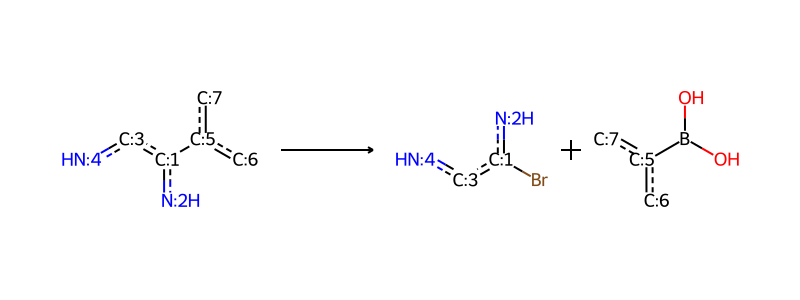 C:7
C:3 C:5
HN:4 C:1 C:6
N:2H
N:2H
HN:4 C:1
C:3 Br
+
OH
C:7 B
C:5 OH
C:6